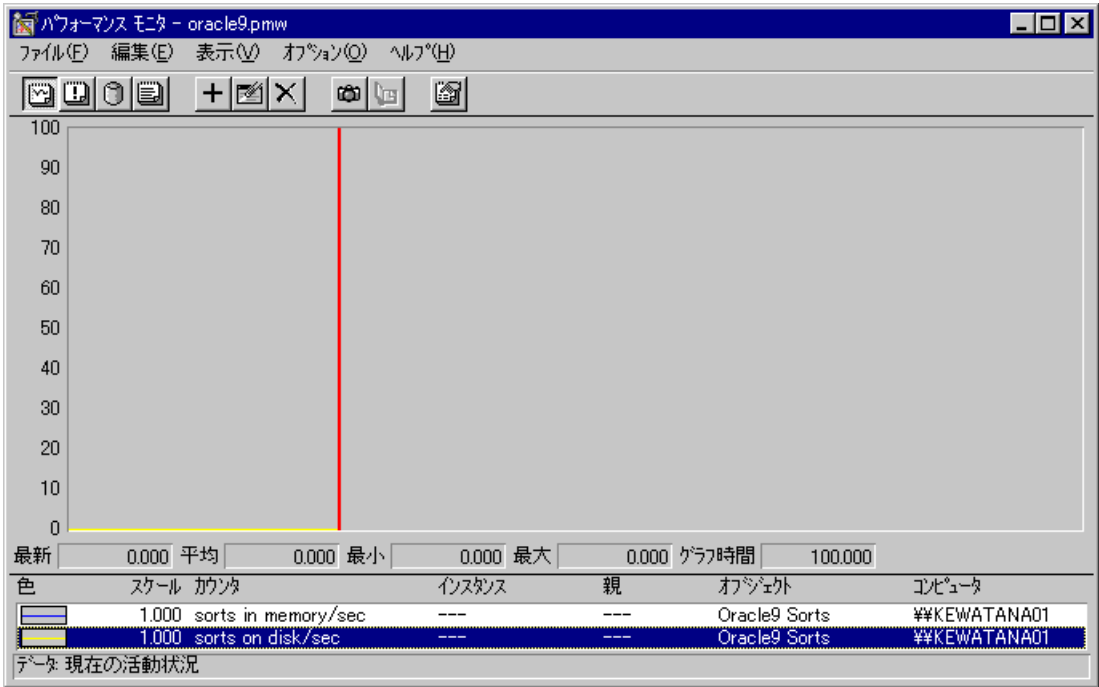 ﾊﾟﾌｫｰﾏﾝｽ ﾓﾆﾀ - oracle9.pmw
ﾌｧｲﾙ(F) 編集(E) 表示(V) ｵﾌﾟｼｮﾝ(O) ﾍﾙﾌﾟ(H)
100
90
80
70
60
50
40
30
20
10
0
最新 0.000 平均 0.000 最小 0.000 最大 0.000 ｸﾞﾗﾌ時間 100.000
色 ｽｹｰﾙ ｶｳﾝﾀ ｲﾝｽﾀﾝｽ 親 ｵﾌﾞｼﾞｪｸﾄ ｺﾝﾋﾟｭｰﾀ
1.000 sorts in memory/sec --- --- Oracle9 Sorts ¥¥KEWATANA01
1.000 sorts on disk/sec --- --- Oracle9 Sorts ¥¥KEWATANA01
ﾃﾞｰﾀ: 現在の活動状況